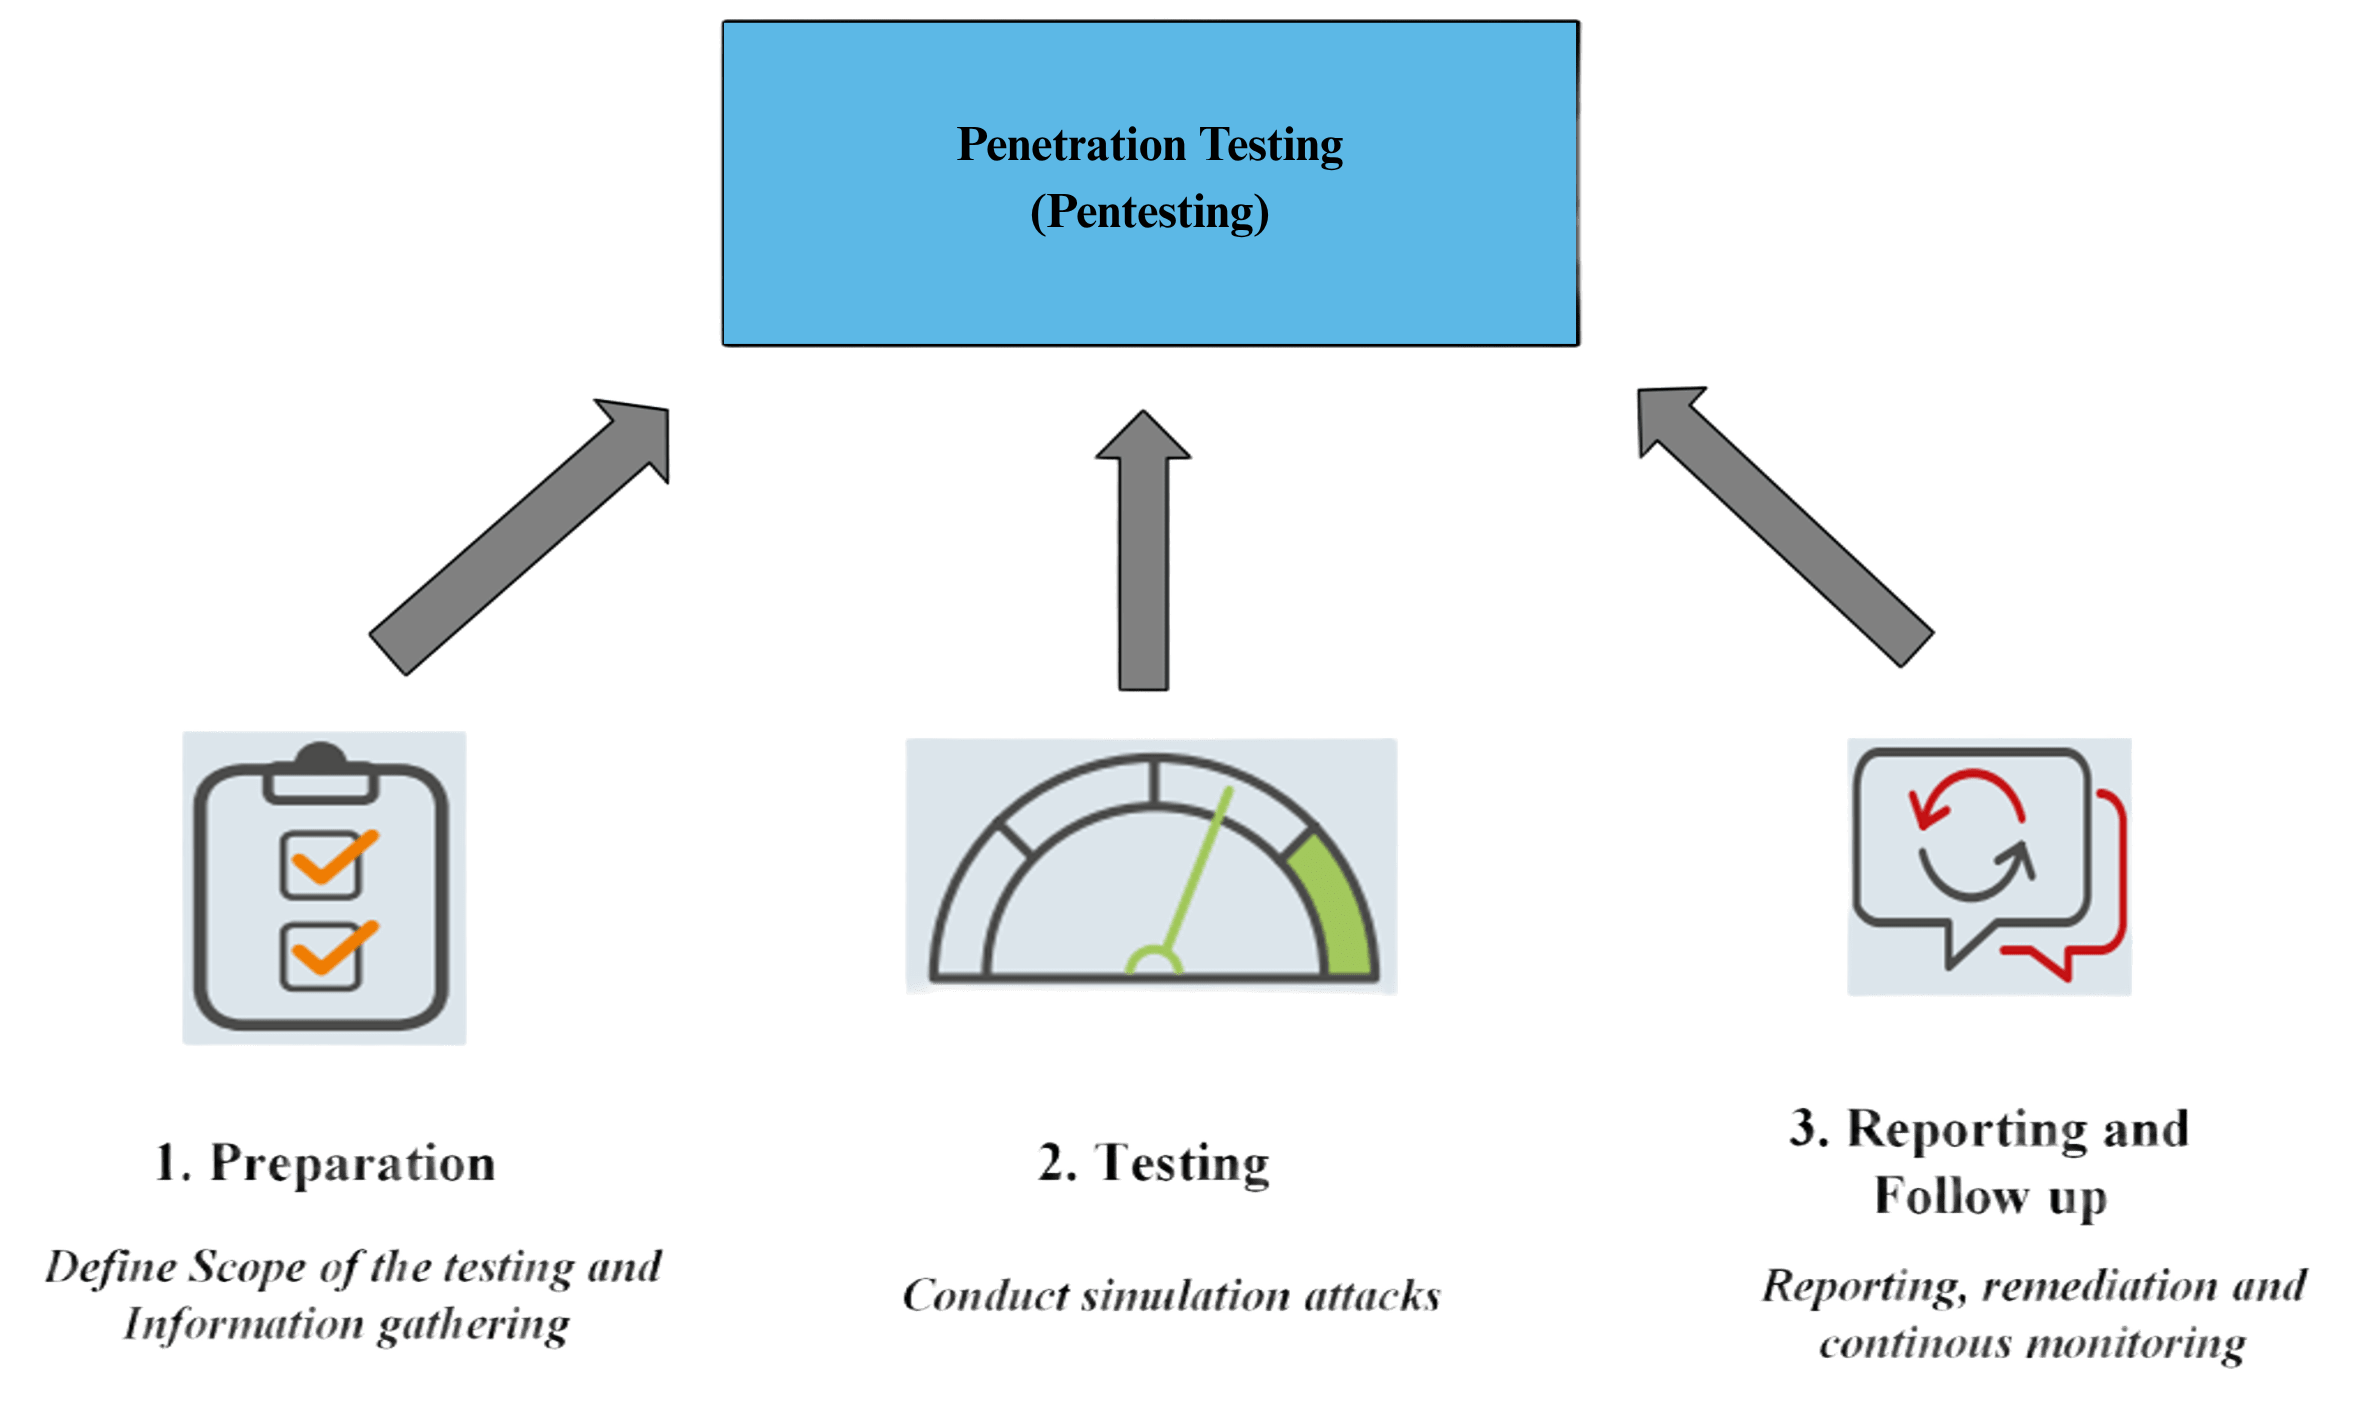 Penetration Testing
(Pentesting)
1. Preparation
Define Scope of the testing and
Information gathering
2. Testing
Conduct simulation attacks
3. Reporting and
Follow up
Reporting, remediation and
continous monitoring